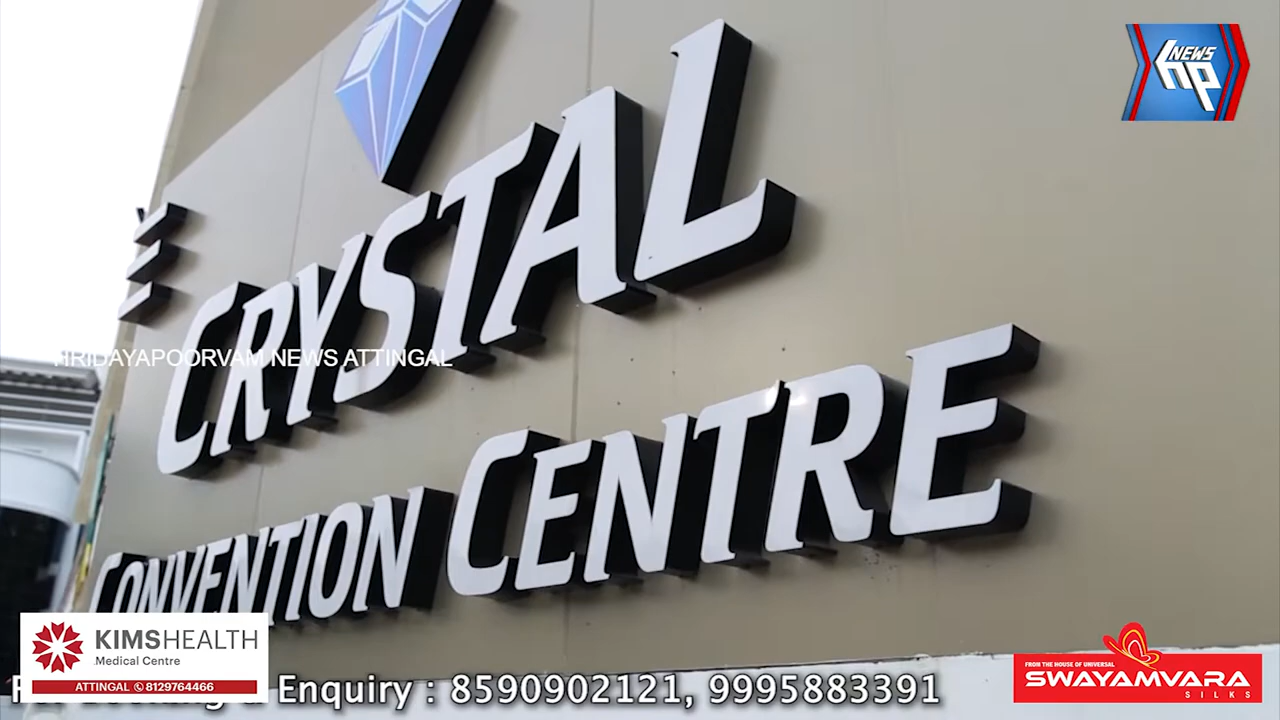 NEWS
hp
E CRYSTAL
HRIDAYAPOORVAM NEWS ATTINGAL
CONVENTION CENTRE
KIMSHEALTH
Medical Centre
ATTINGAL 8129764466
Enquiry : 8590902121, 9995883391
FROM THE HOUSE OF UNIVERSAL
SWAYAMVARA
SILKS